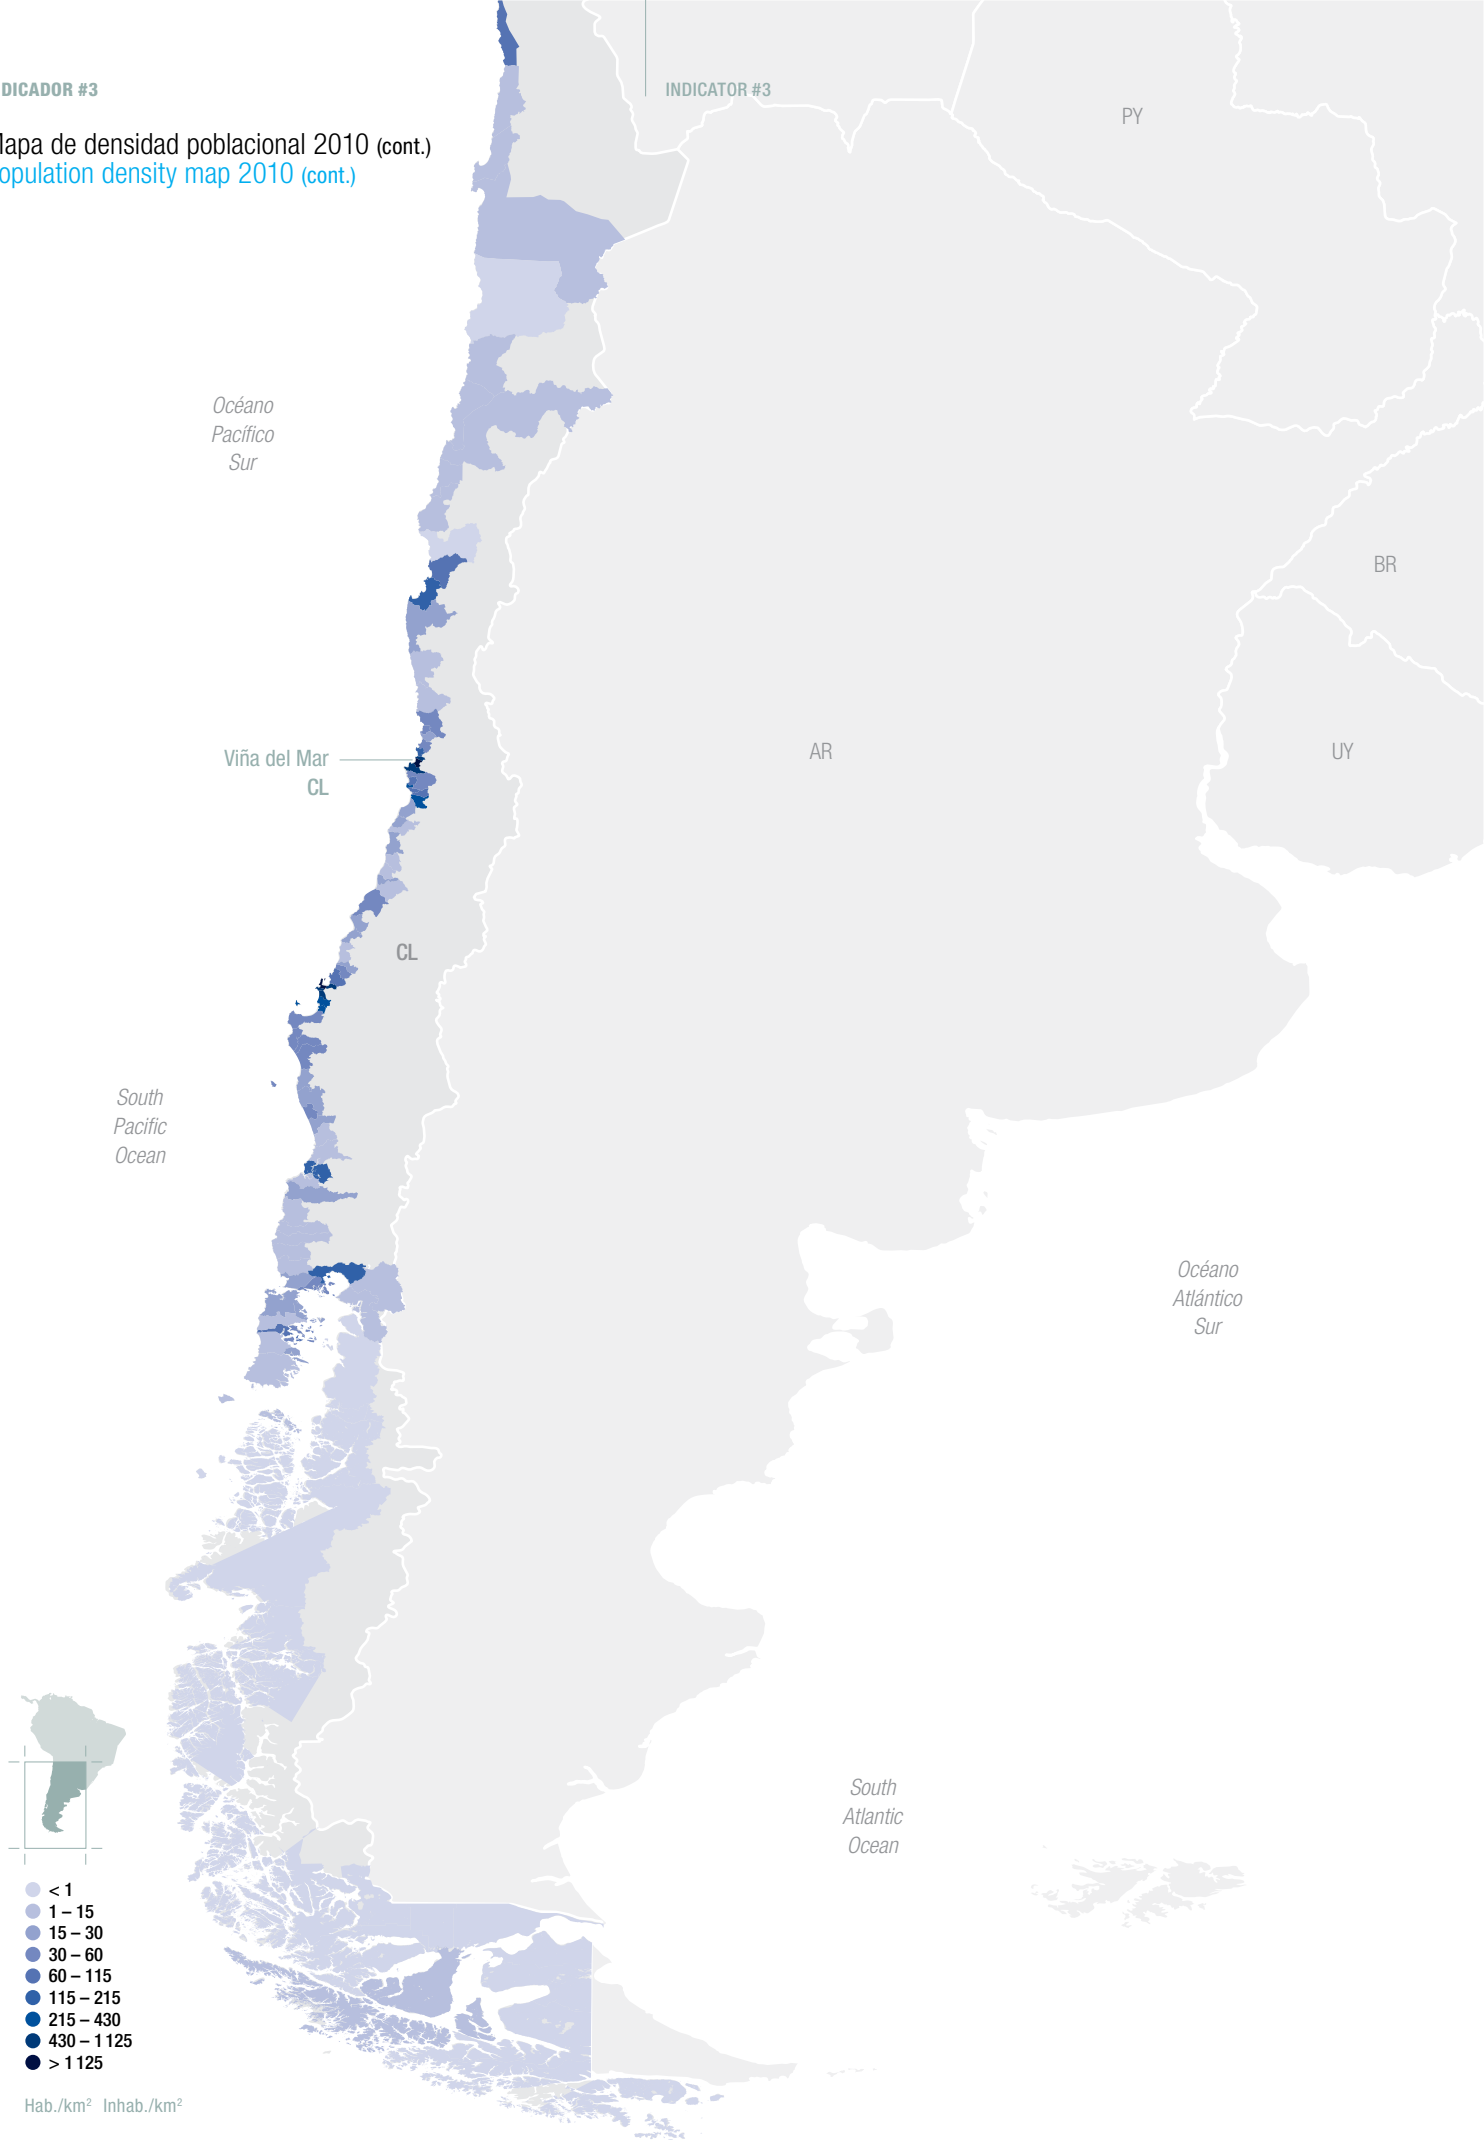 DICADOR #3
INDICATOR #3
apa de densidad poblacional 2010 (cont.)
opulation density map 2010 (cont.)
PY
Océano
Pacífico
Sur
BR
Viña del Mar
CL
AR
UY
CL
South
Pacific
Ocean
Océano
Atlántico
Sur
South
Atlantic
Ocean
< 1
1 – 15
15 – 30
30 – 60
60 – 115
115 – 215
215 – 430
430 – 1 125
> 1 125
Hab./km² Inhab./km²